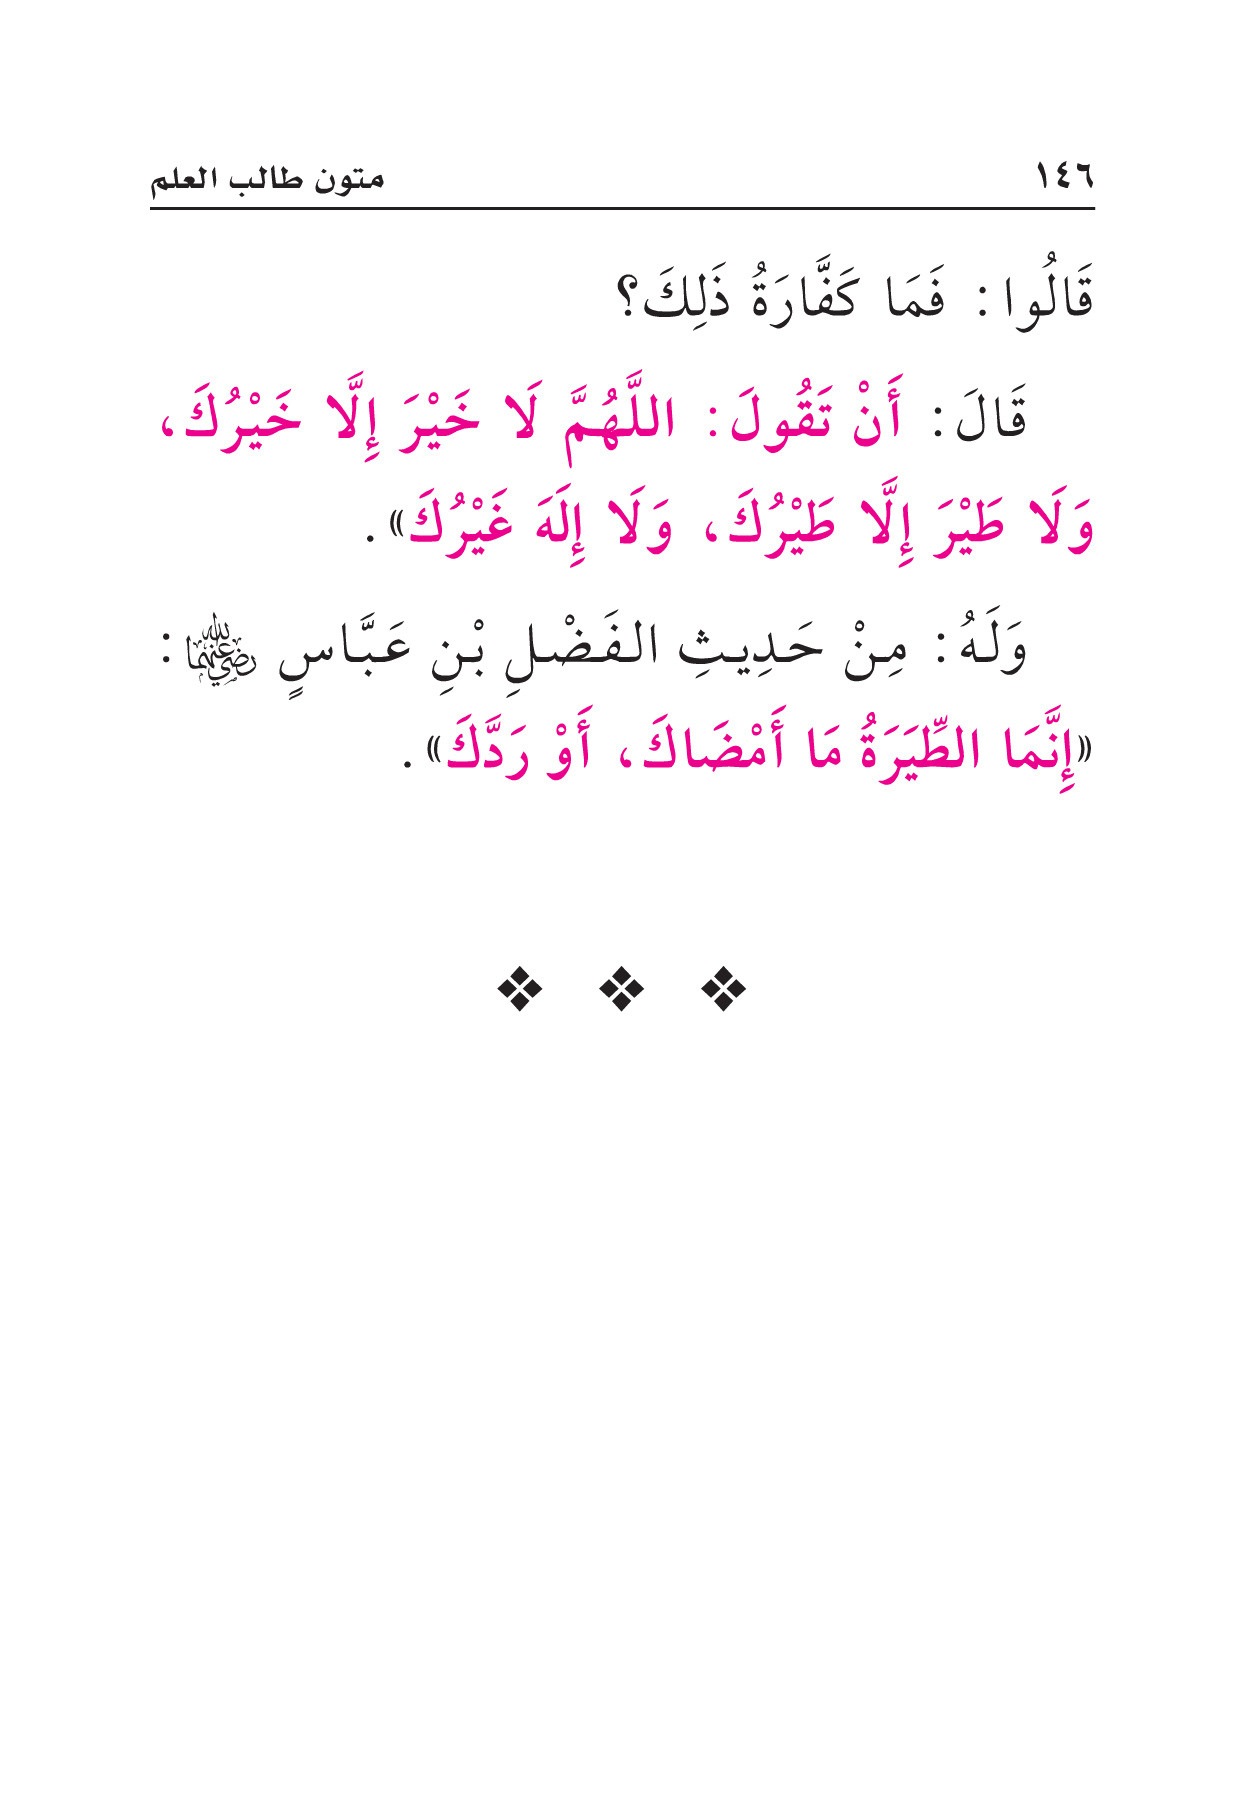 ١٤٦ متون طالب العلم
قَالُوا: فَمَا كَفَّارَةُ ذَلِكَ؟
قَالَ: أَنْ تَقُولَ: اللَّهُمَّ لَا خَيْرَ إِلَّا خَيْرُكَ،
وَلَا طَيْرَ إِلَّا طَيْرُكَ، وَلَا إِلَهَ غَيْرُكَ».
وَلَهُ: مِنْ حَدِيثِ الفَضْلِ بْنِ عَبَّاسٍ رضي الله عنهما:
«إِنَّمَا الطِّيَرَةُ مَا أَمْضَاكَ، أَوْ رَدَّكَ».